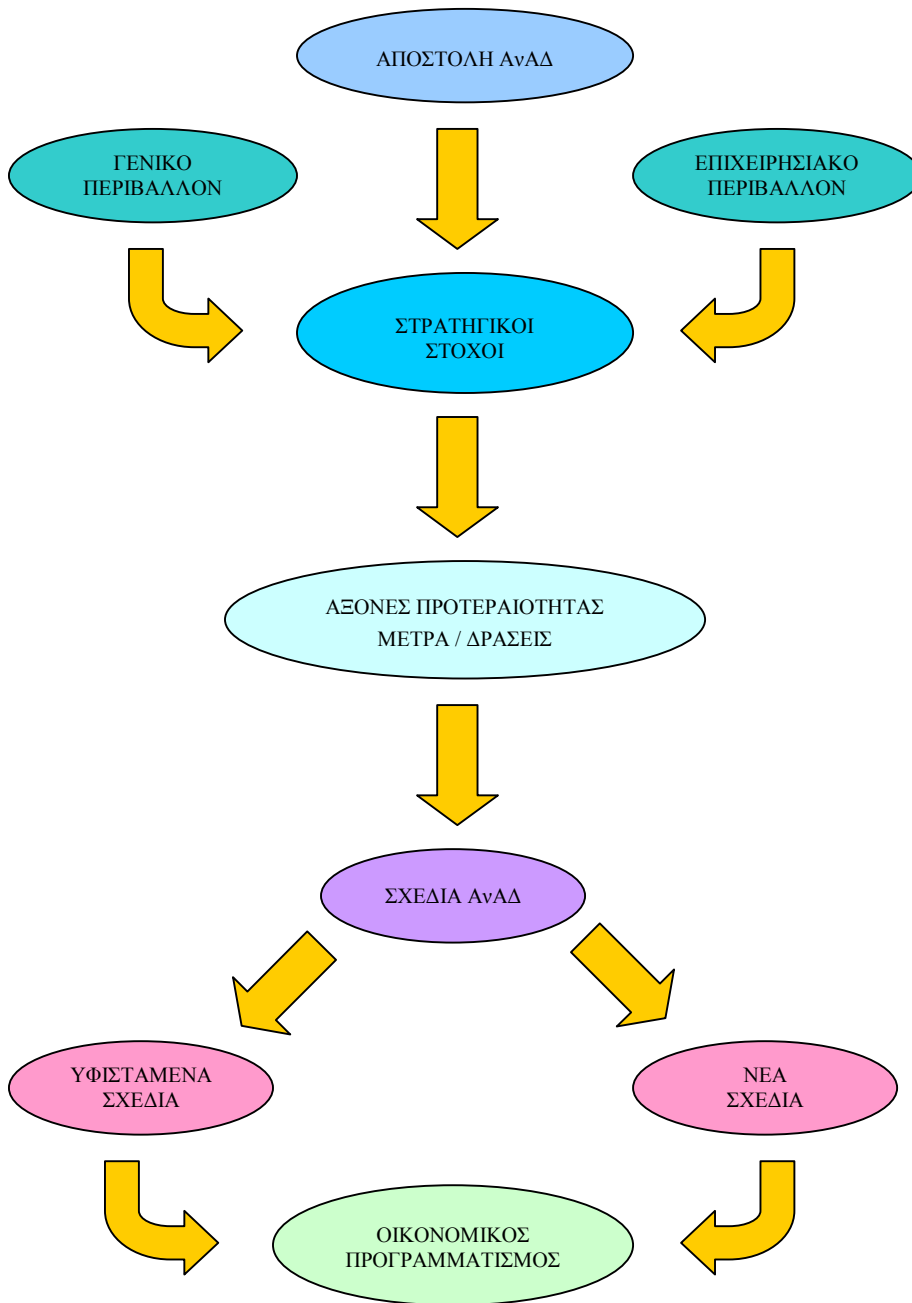 ΑΠΟΣΤΟΛΗ ΑνΑΔ
ΓΕΝΙΚΟ
ΠΕΡΙΒΑΛΛΟΝ
ΕΠΙΧΕΙΡΗΣΙΑΚΟ
ΠΕΡΙΒΑΛΛΟΝ
ΣΤΡΑΤΗΓΙΚΟΙ
ΣΤΟΧΟΙ
ΑΞΟΝΕΣ ΠΡΟΤΕΡΑΙΟΤΗΤΑΣ
ΜΕΤΡΑ / ΔΡΑΣΕΙΣ
ΣΧΕΔΙΑ ΑνΑΔ
ΥΦΙΣΤΑΜΕΝΑ
ΣΧΕΔΙΑ
ΝΕΑ
ΣΧΕΔΙΑ
ΟΙΚΟΝΟΜΙΚΟΣ
ΠΡΟΓΡΑΜΜΑΤΙΣΜΟΣ